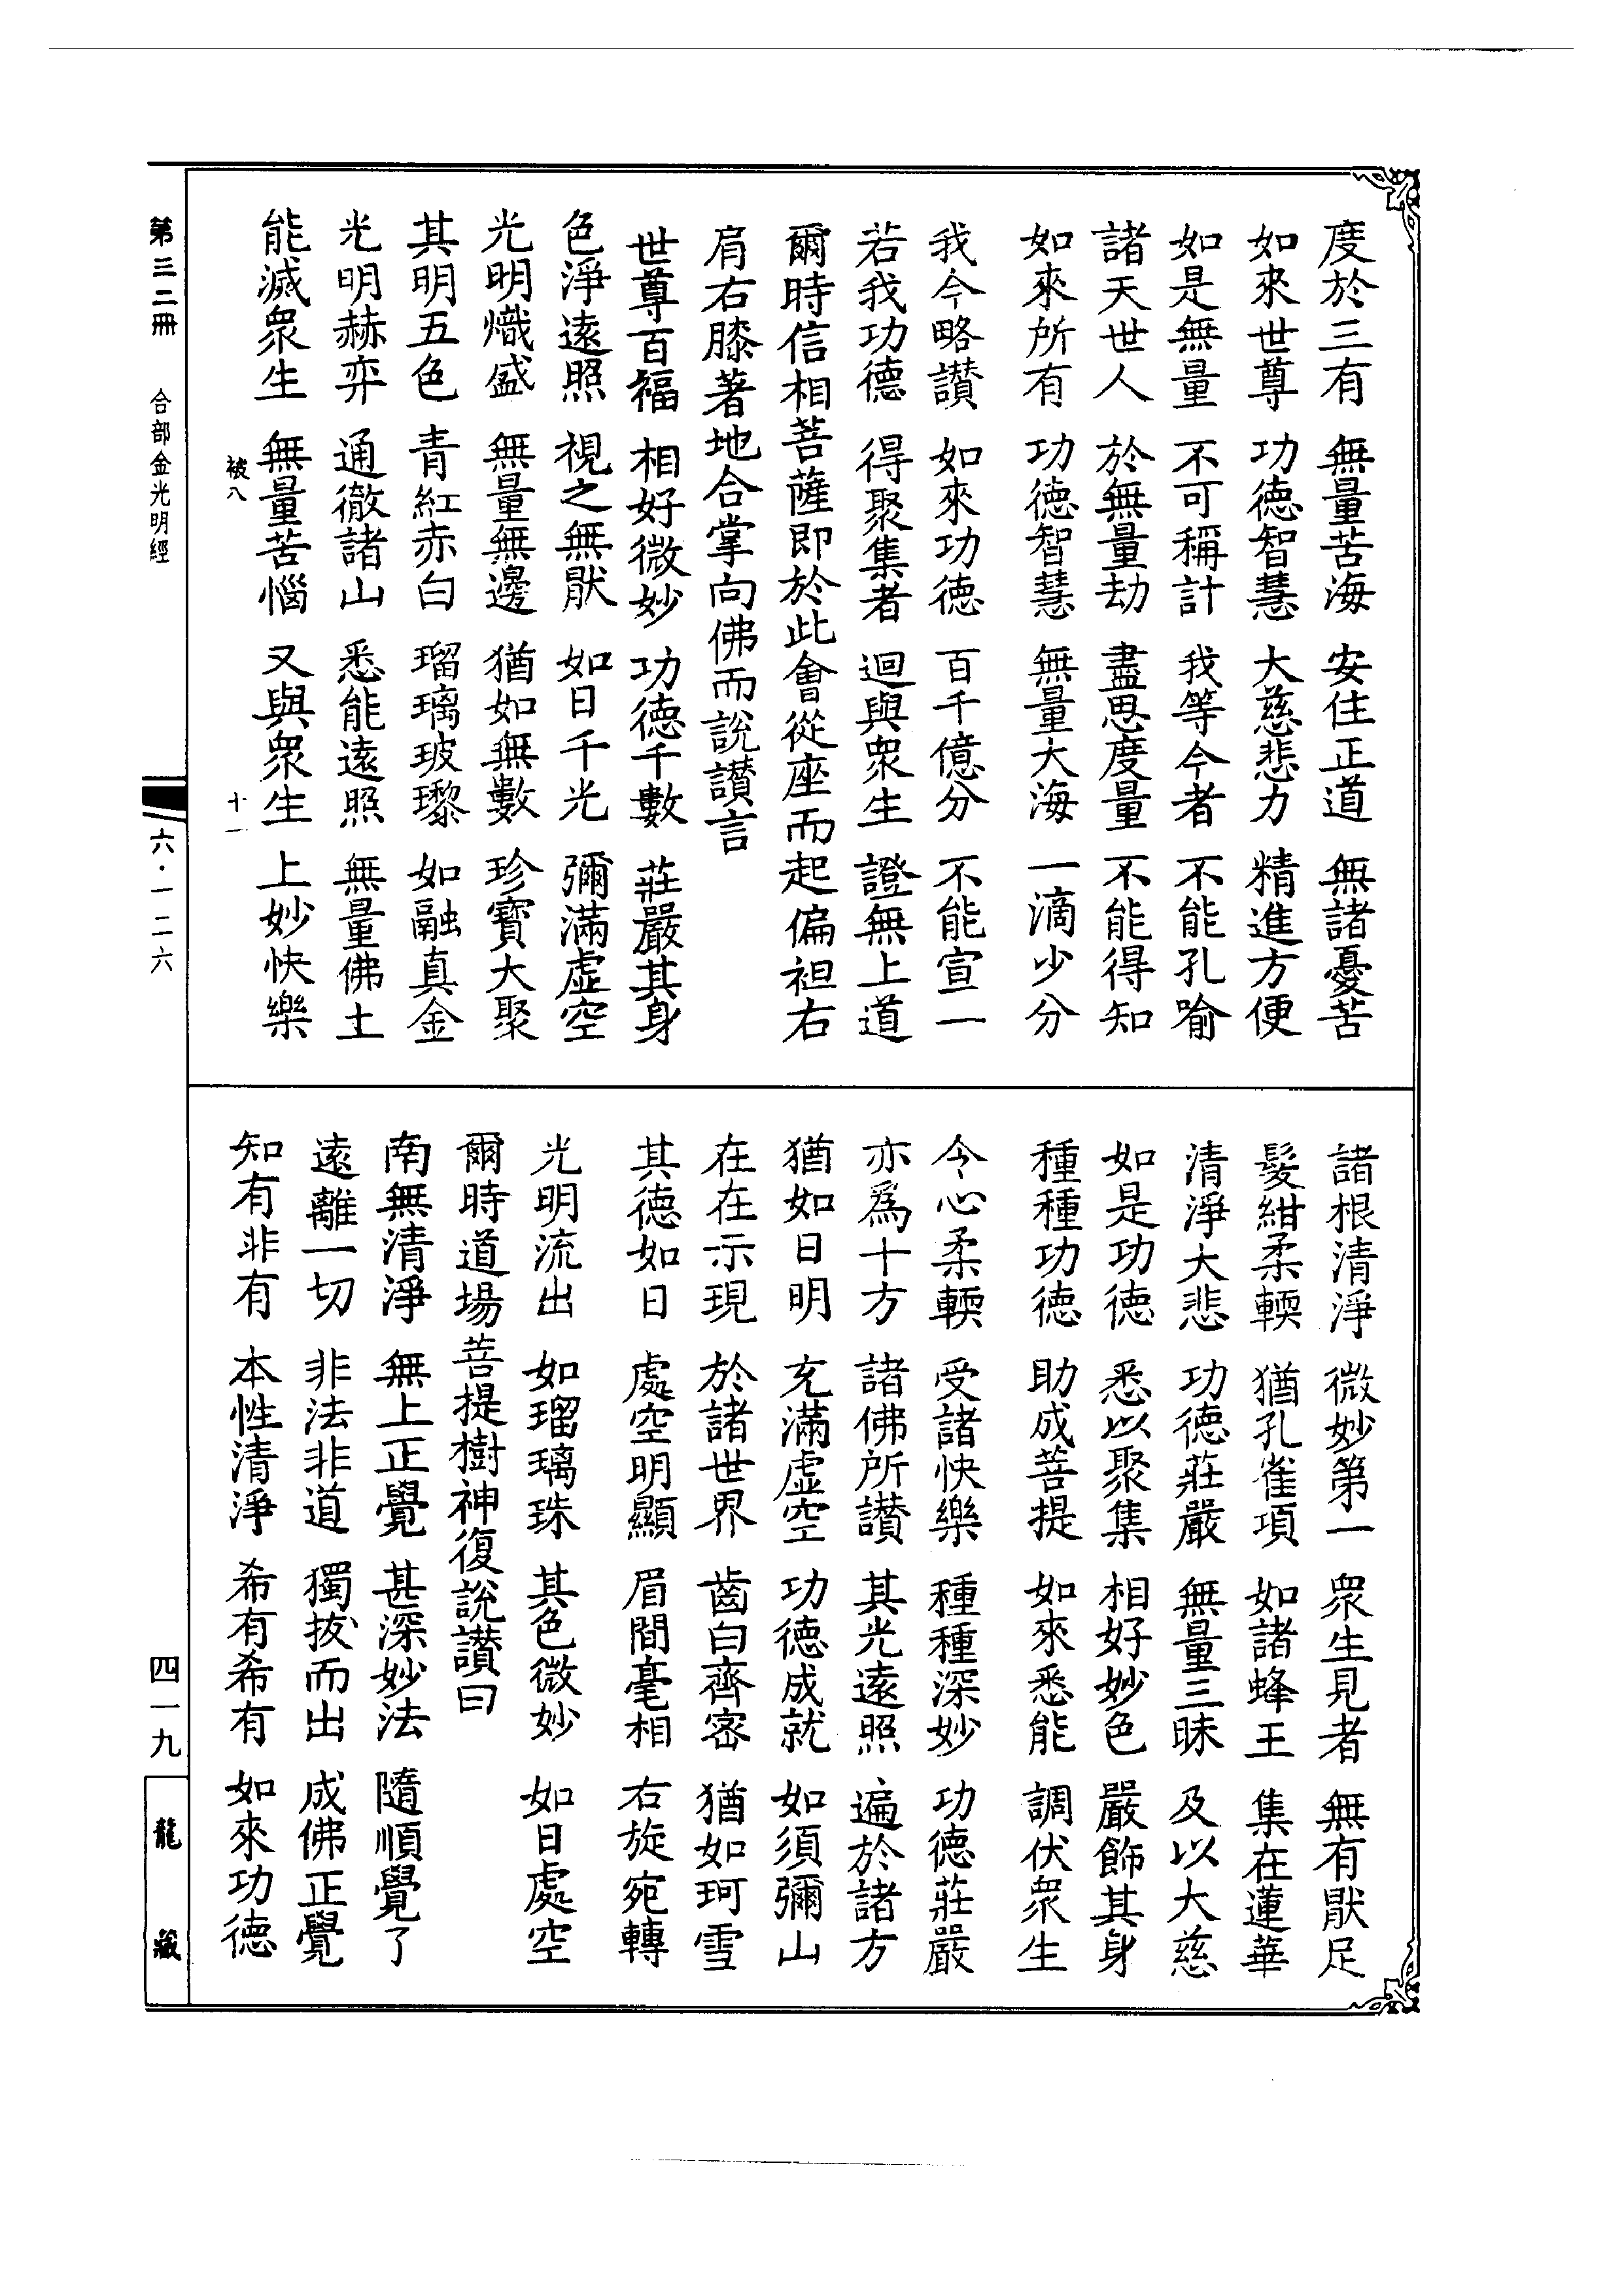 度於三有　無量苦海　安住正道　無諸憂苦
如來世尊　功德智慧　大慈悲力　精進方便
如是無量　不可稱計　我等今者　不能孔喻
諸天世人　於無量劫　盡思度量　不能得知
如來所有　功德智慧　無量大海　一滴少分
我今略讚　如來功德　百千億分　不能宣一
若我功德　得聚集者　迴與衆生　證無上道
爾時信相菩薩即於此會從座而起偏袒右
肩右膝著地合掌向佛而說讚言
世尊百福　相好微妙　功德千數　莊嚴其身
色淨遠照　視之無猒　如日千光　彌滿虛空
光明熾盛　無量無邊　猶如無數　珍寶大聚
其明五色　青紅赤白　瑠璃玻瓈　如融真金
光明赫弈　通徹諸山　悉能遠照　無量佛土
能滅衆生　無量苦惱　又與衆生　上妙快樂
被八　十一
諸根清淨　微妙第一　衆生見者　無有猒足
髮紺柔輭　猶孔雀項　如諸蜂王　集在蓮華
清淨大悲　功德莊嚴　無量三昧　及以大慈
如是功德　悉以聚集　相好妙色　嚴飾其身
種種功德　助成菩提　如來悉能　調伏衆生
今心柔輭　受諸快樂　種種深妙　功德莊嚴
亦爲十方　諸佛所讚　其光遠照　遍於諸方
猶如日明　充滿虛空　功德成就　如須彌山
在在示現　於諸世界　齒白齊密　猶如珂雪
其德如日　處空明顯　眉間毫相　右旋宛轉
光明流出　如瑠璃珠　其色微妙　如日處空
爾時道場菩提樹神復說讚曰
南無清淨　無上正覺　甚深妙法　隨順覺了
遠離一切　非法非道　獨拔而出　成佛正覺
知有非有　本性清淨　希有希有　如來功德
第三二冊　合部金光明經　六·一二六　四一九　龍藏